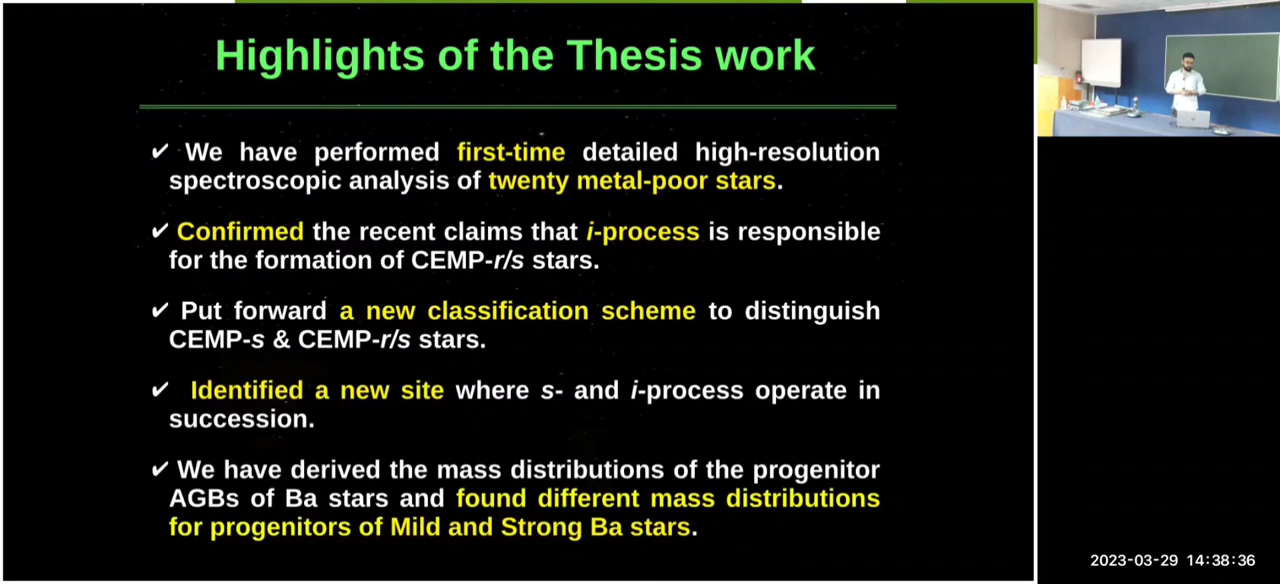 Highlights of the Thesis work
✔ We have performed first-time detailed high-resolution
spectroscopic analysis of twenty metal-poor stars.
✔ Confirmed the recent claims that i-process is responsible
for the formation of CEMP-r/s stars.
✔ Put forward a new classification scheme to distinguish
CEMP-s & CEMP-r/s stars.
✔ Identified a new site where s- and i-process operate in
succession.
✔ We have derived the mass distributions of the progenitor
AGBs of Ba stars and found different mass distributions
for progenitors of Mild and Strong Ba stars.
2023-03-29 14:38:36